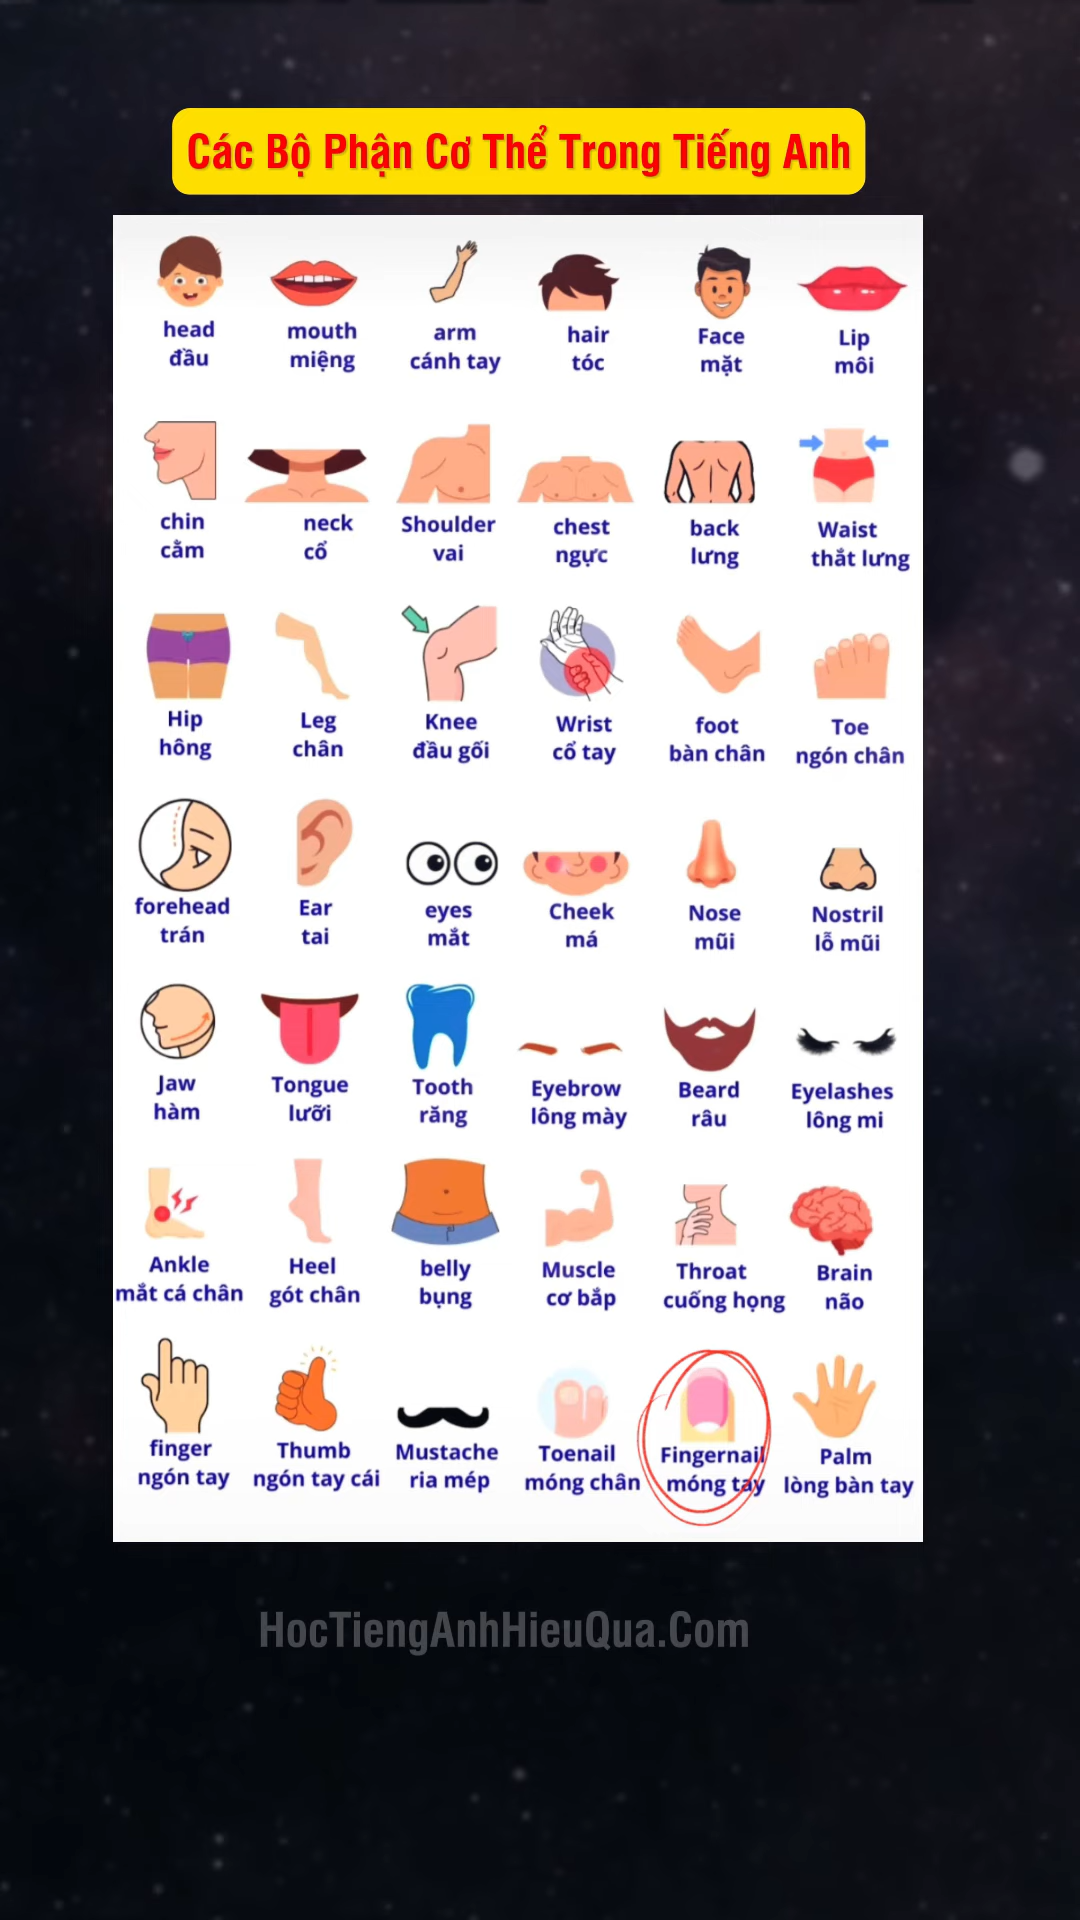 Các Bộ Phận Cơ Thể Trong Tiếng Anh
head
đầu
mouth
miệng
arm
cánh tay
hair
tóc
Face
mặt
Lip
môi
chin
cằm
neck
cổ
Shoulder
vai
chest
ngực
back
lưng
Waist
thắt lưng
Hip
hông
Leg
chân
Knee
đầu gối
Wrist
cổ tay
foot
bàn chân
Toe
ngón chân
forehead
trán
Ear
tai
eyes
mắt
Cheek
má
Nose
mũi
Nostril
lỗ mũi
Jaw
hàm
Tongue
lưỡi
Tooth
răng
Eyebrow
lông mày
Beard
râu
Eyelashes
lông mi
Ankle
mắt cá chân
Heel
gót chân
belly
bụng
Muscle
cơ bắp
Throat
cuống họng
Brain
não
finger
ngón tay
Thumb
ngón tay cái
Mustache
ria mép
Toenail
móng chân
Fingernail
móng tay
Palm
lòng bàn tay
HocTiengAnhHieuQua.Com